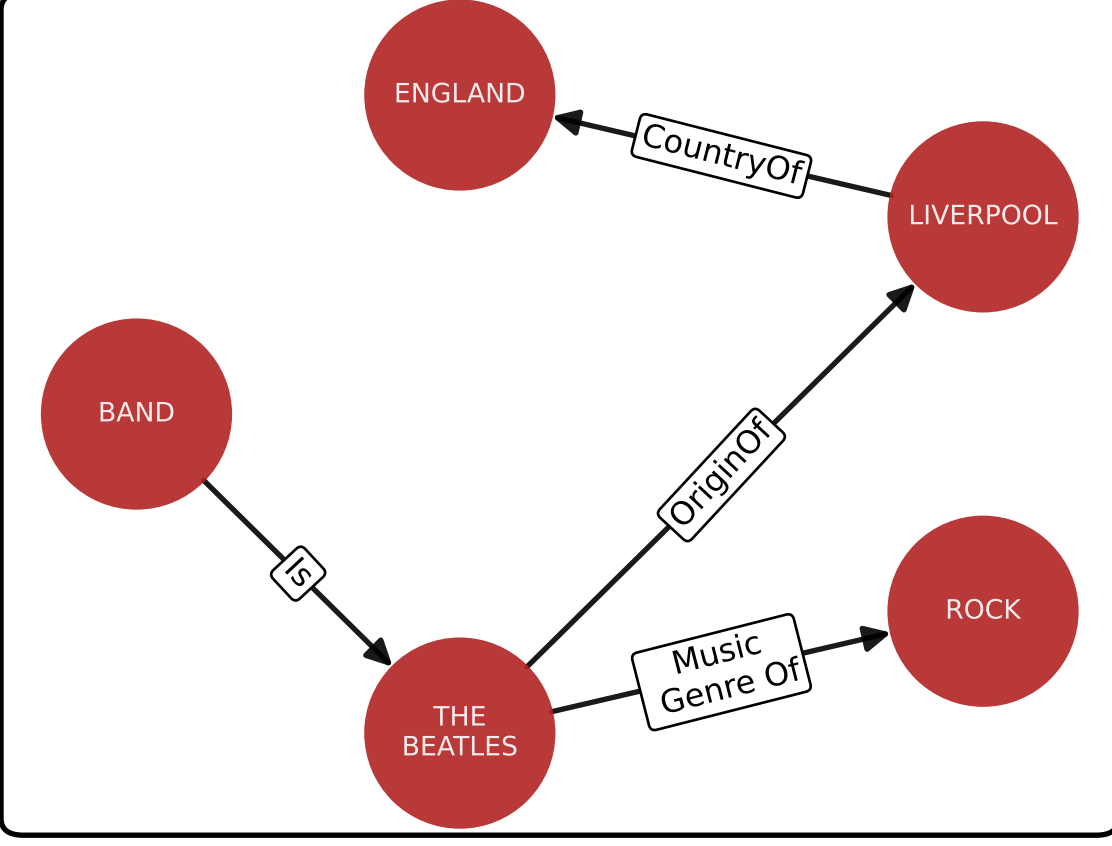 ENGLAND
CountryOf
LIVERPOOL
BAND
OriginOf
Is
ROCK
Music
Genre Of
THE
BEATLES